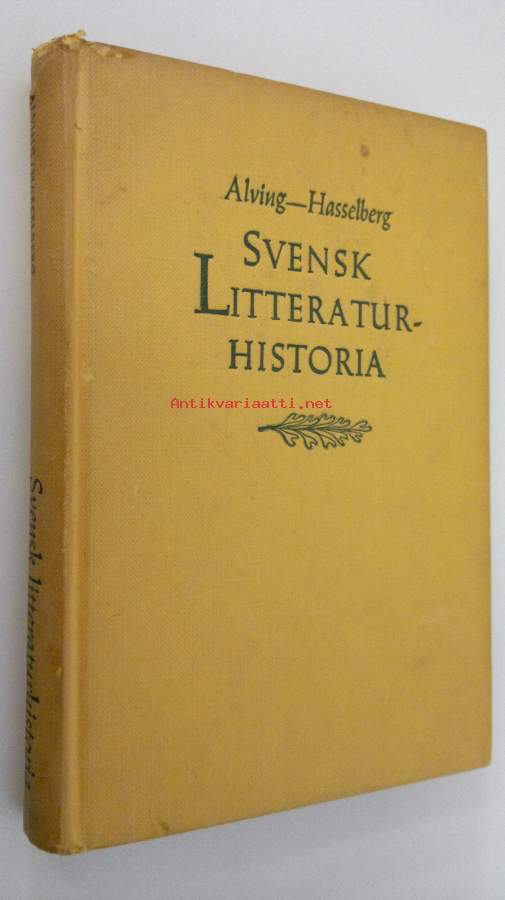 Alving—Hasselberg
SVENSK
LITTERATUR-
HISTORIA
Antikvariaatti.net
Svensk litteraturhistoria